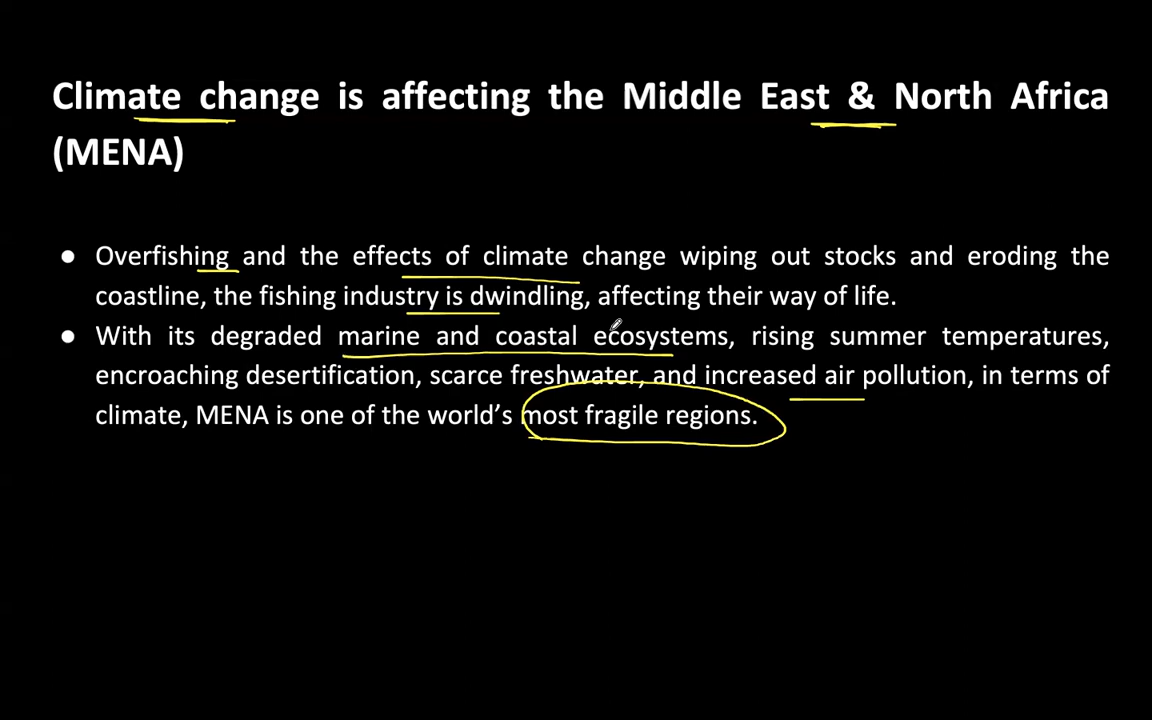 Climate change is affecting the Middle East & North Africa
(MENA)
● Overfishing and the effects of climate change wiping out stocks and eroding the
coastline, the fishing industry is dwindling, affecting their way of life.
● With its degraded marine and coastal ecosystems, rising summer temperatures,
encroaching desertification, scarce freshwater, and increased air pollution, in terms of
climate, MENA is one of the world’s most fragile regions.